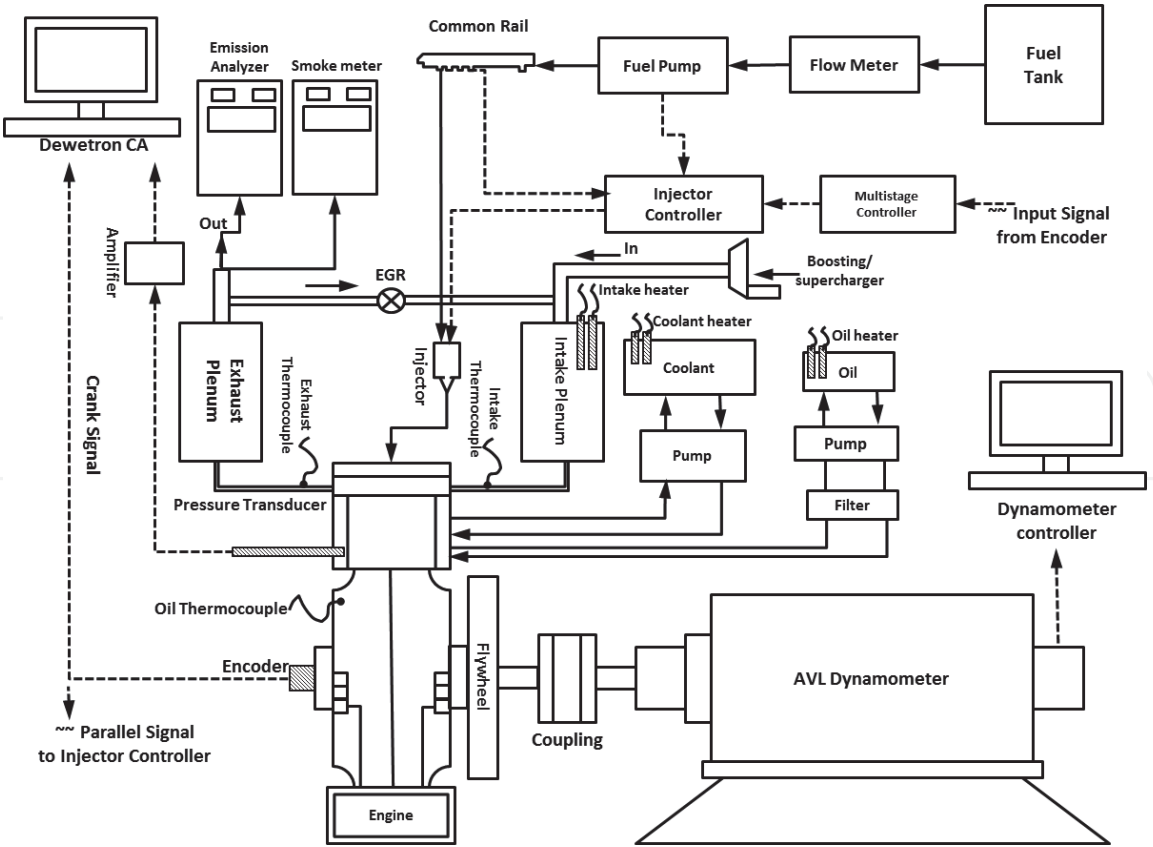 Common Rail
Emission
Analyzer
Smoke meter
Fuel Pump
Flow Meter
Fuel
Tank
Dewetron CA
Injector
Controller
Multistage
Controller
~~ Input Signal
from Encoder
Out
Amplifier
In
EGR
Boosting/
supercharger
Intake heater
Coolant heater
Oil heater
Exhaust
Plenum
Exhaust
Thermocouple
Injector
Intake
Thermocouple
Intake Plenum
Coolant
Oil
Crank Signal
Pump
Pump
Pressure Transducer
Filter
Dynamometer
controller
Oil Thermocouple
Encoder
Flywheel
AVL Dynamometer
Coupling
~~ Parallel Signal
to Injector Controller
Engine